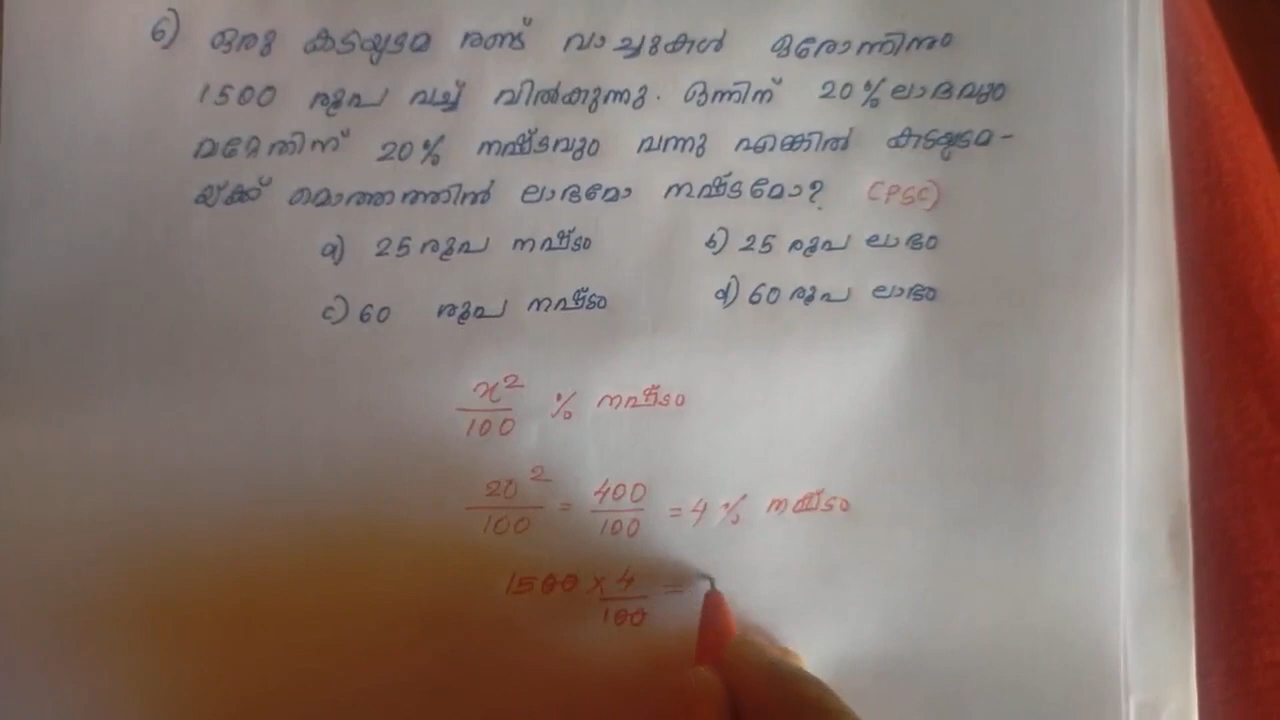 6) ഒരു കടയുടമ രണ്ട് വാച്ചുകൾ ഒരോന്നിനും
1500 രൂപ വച്ച് വിൽക്കുന്നു. ഒന്നിന് 20% ലാഭവും
മറ്റേതിന് 20% നഷ്ടവും വന്നു എങ്കിൽ കടയുടമ-
യ്ക്ക് മൊത്തത്തിൽ ലാഭമോ നഷ്ടമോ? (PSC)
a) 25 രൂപ നഷ്ടം b) 25 രൂപ ലാഭം
c) 60 രൂപ നഷ്ടം d) 60 രൂപ ലാഭം
x²/100 % നഷ്ടം
20²/100 = 400/100 = 4% നഷ്ടം
1500 × 4/100 =